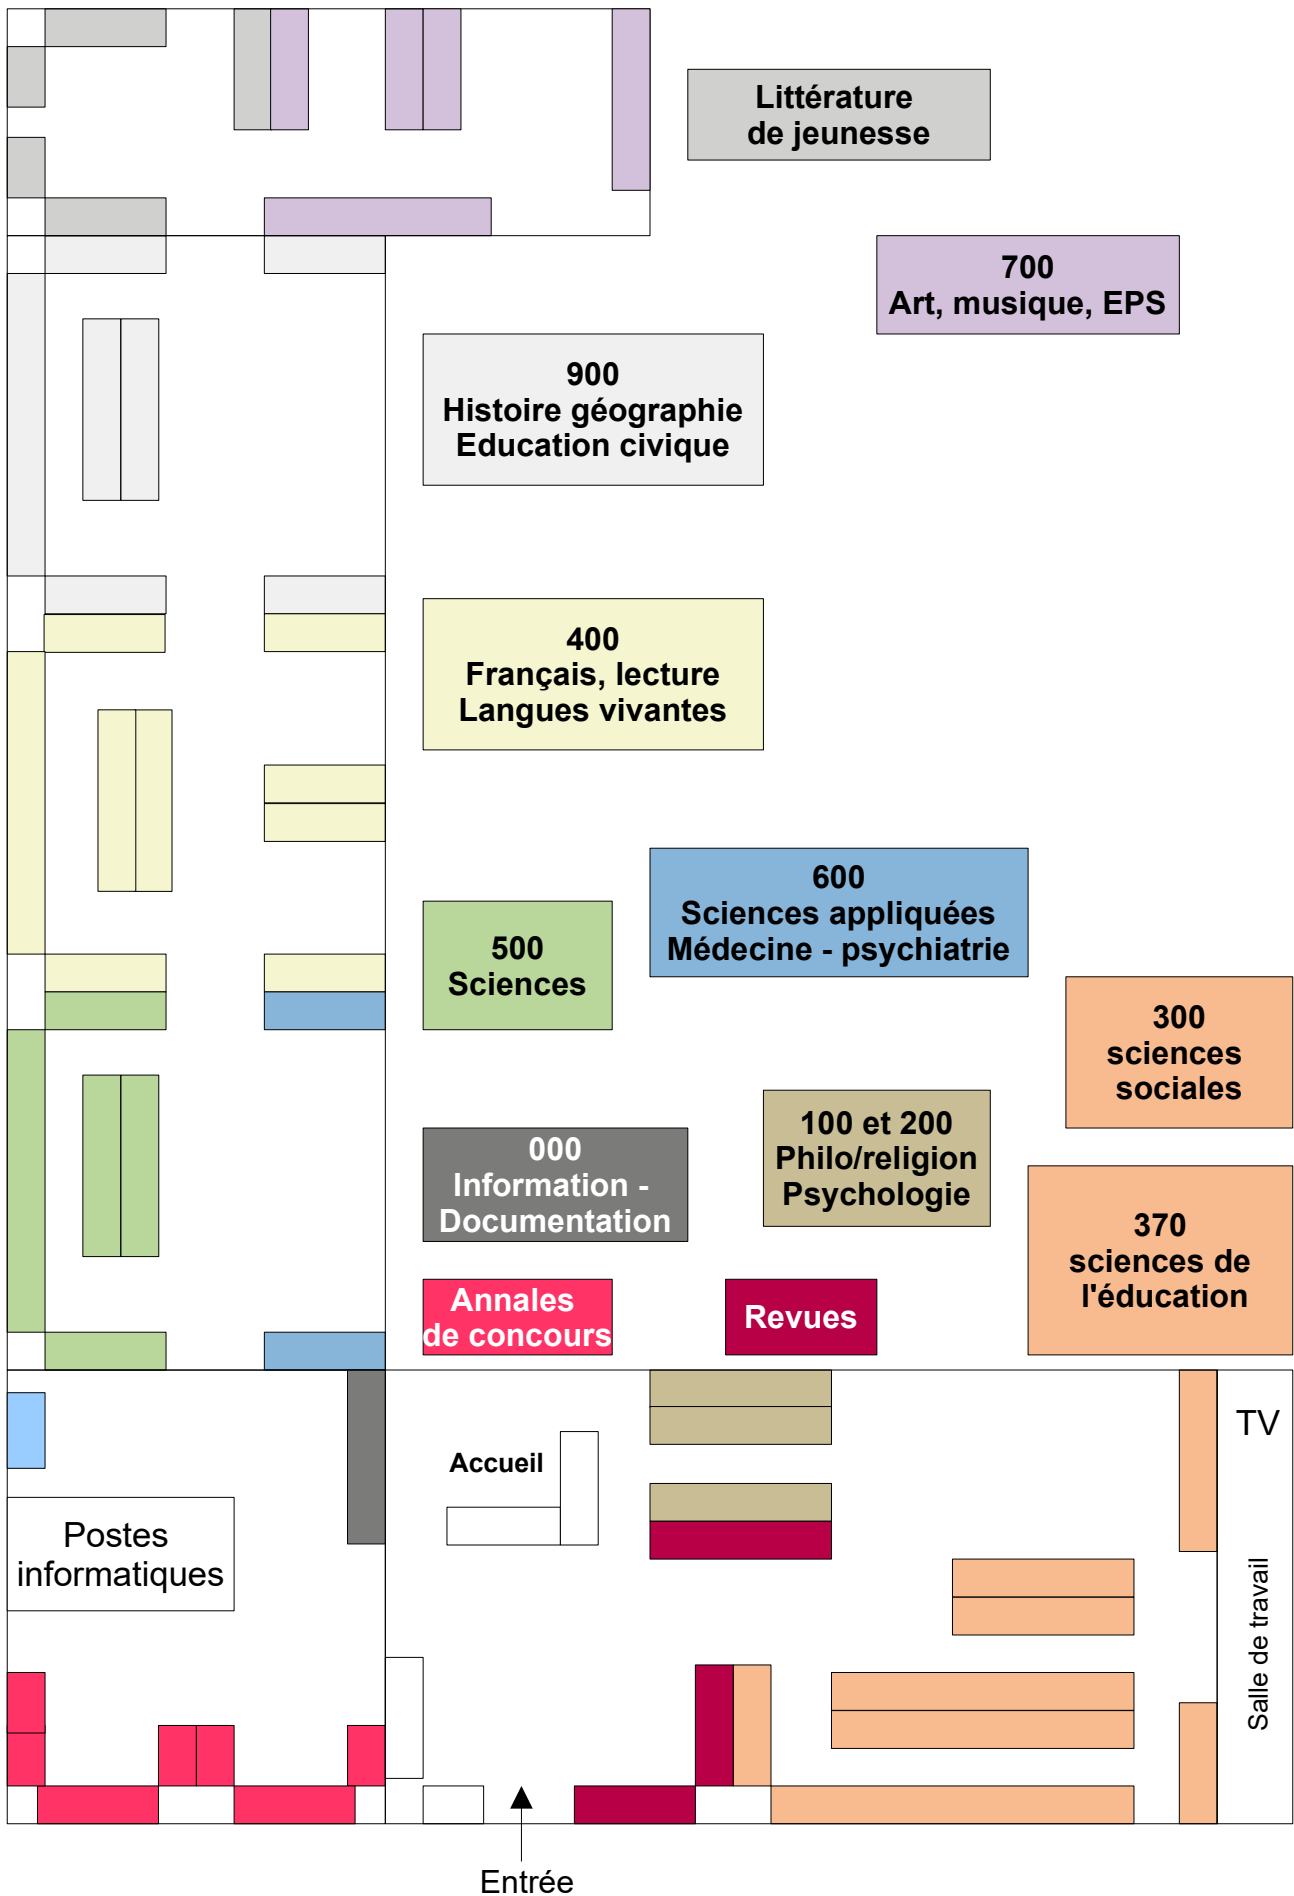 Littérature
de jeunesse
700
Art, musique, EPS
900
Histoire géographie
Education civique
400
Français, lecture
Langues vivantes
600
Sciences appliquées
Médecine - psychiatrie
500
Sciences
300
sciences
sociales
100 et 200
Philo/religion
Psychologie
000
Information -
Documentation
370
sciences de
l'éducation
Annales
de concours
Revues
TV
Accueil
Postes
informatiques
Salle de travail
Entrée